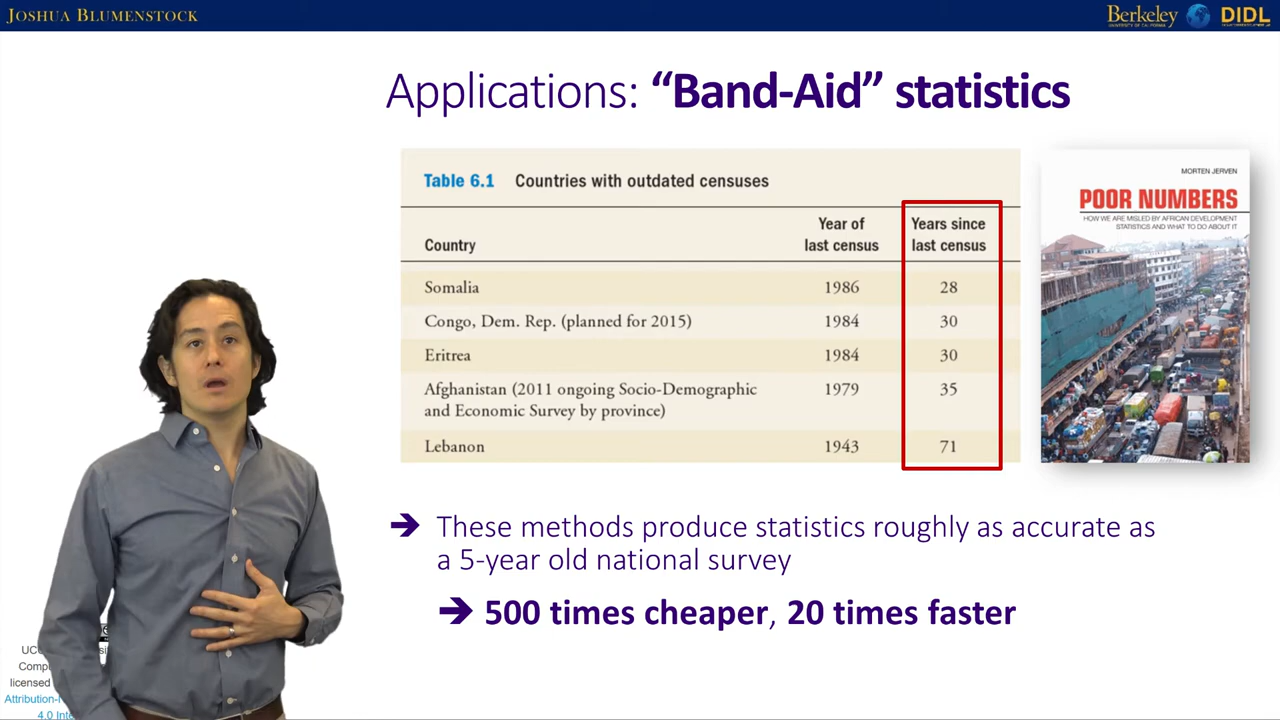 JOSHUA BLUMENSTOCK
Berkeley
UNIVERSITY OF CALIFORNIA
DIDL
Applications: “Band-Aid” statistics
Table 6.1 Countries with outdated censuses
Country
Year of
last census
Years since
last census
Somalia 1986 28
Congo, Dem. Rep. (planned for 2015) 1984 30
Eritrea 1984 30
Afghanistan (2011 ongoing Socio-Demographic 1979 35
and Economic Survey by province)
Lebanon 1943 71
MORTEN JERVEN
POOR NUMBERS
HOW WE ARE MISLED BY AFRICAN DEVELOPMENT
STATISTICS AND WHAT TO DO ABOUT IT
➔ These methods produce statistics roughly as accurate as
a 5-year old national survey
➔ 500 times cheaper, 20 times faster
licensed
4.0